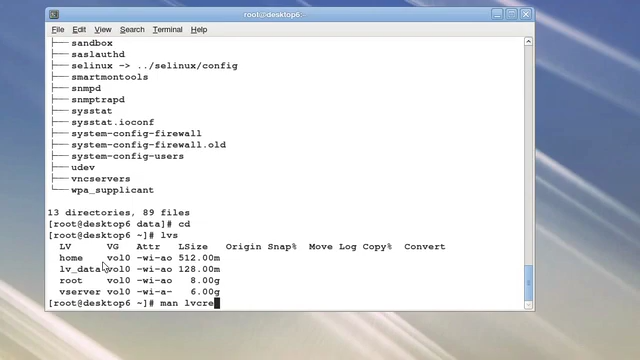 root@desktop6:~
File Edit View Search Terminal Help
├── sandbox
├── saslauthd
├── selinux -> ../selinux/config
├── smartmontools
├── snmpd
├── snmptrapd
├── sysstat
├── sysstat.ioconf
├── system-config-firewall
├── system-config-firewall.old
├── system-config-users
├── udev
├── vncservers
└── wpa_supplicant
13 directories, 89 files
[root@desktop6 data]# cd
[root@desktop6 ~]# lvs
LV VG Attr LSize Origin Snap% Move Log Copy% Convert
home vol0 -wi-ao 512.00m
lv_data vol0 -wi-ao 128.00m
root vol0 -wi-ao 8.00g
vserver vol0 -wi-a- 6.00g
[root@desktop6 ~]# man lvcre